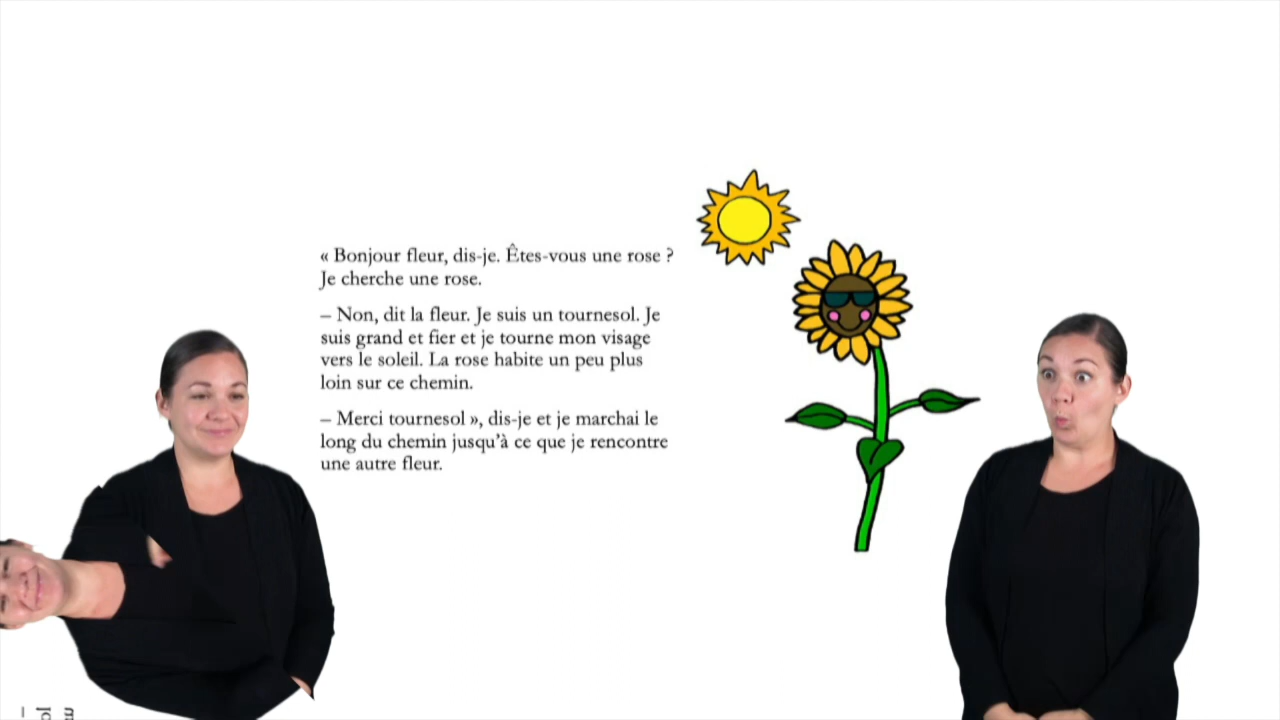 « Bonjour fleur, dis-je. Êtes-vous une rose ?
Je cherche une rose.
– Non, dit la fleur. Je suis un tournesol. Je
suis grand et fier et je tourne mon visage
vers le soleil. La rose habite un peu plus
loin sur ce chemin.
– Merci tournesol », dis-je et je marchai le
long du chemin jusqu’à ce que je rencontre
une autre fleur.